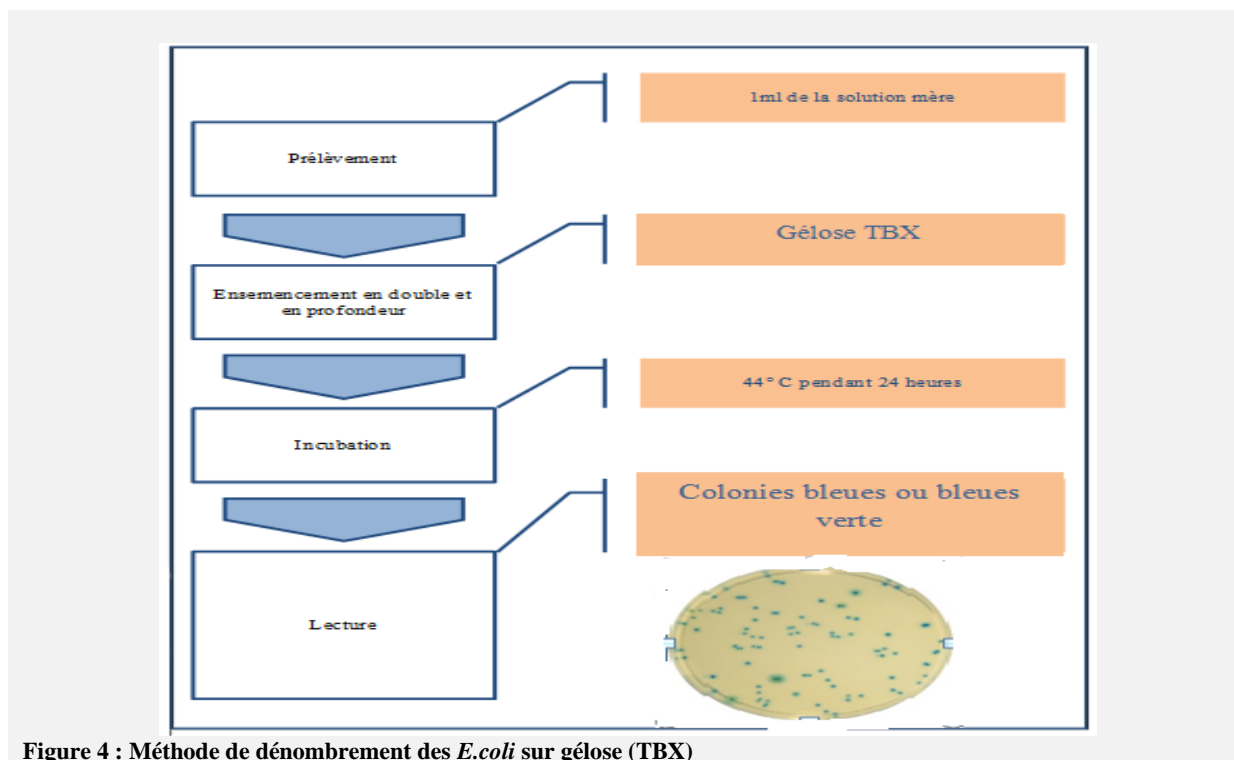 1ml de la solution mère
Prélèvement
Gélose TBX
Ensemencement en double et
en profondeur
44°C pendant 24 heures
Incubation
Colonies bleues ou bleues
verte
Lecture
Figure 4 : Méthode de dénombrement des E.coli sur gélose (TBX)